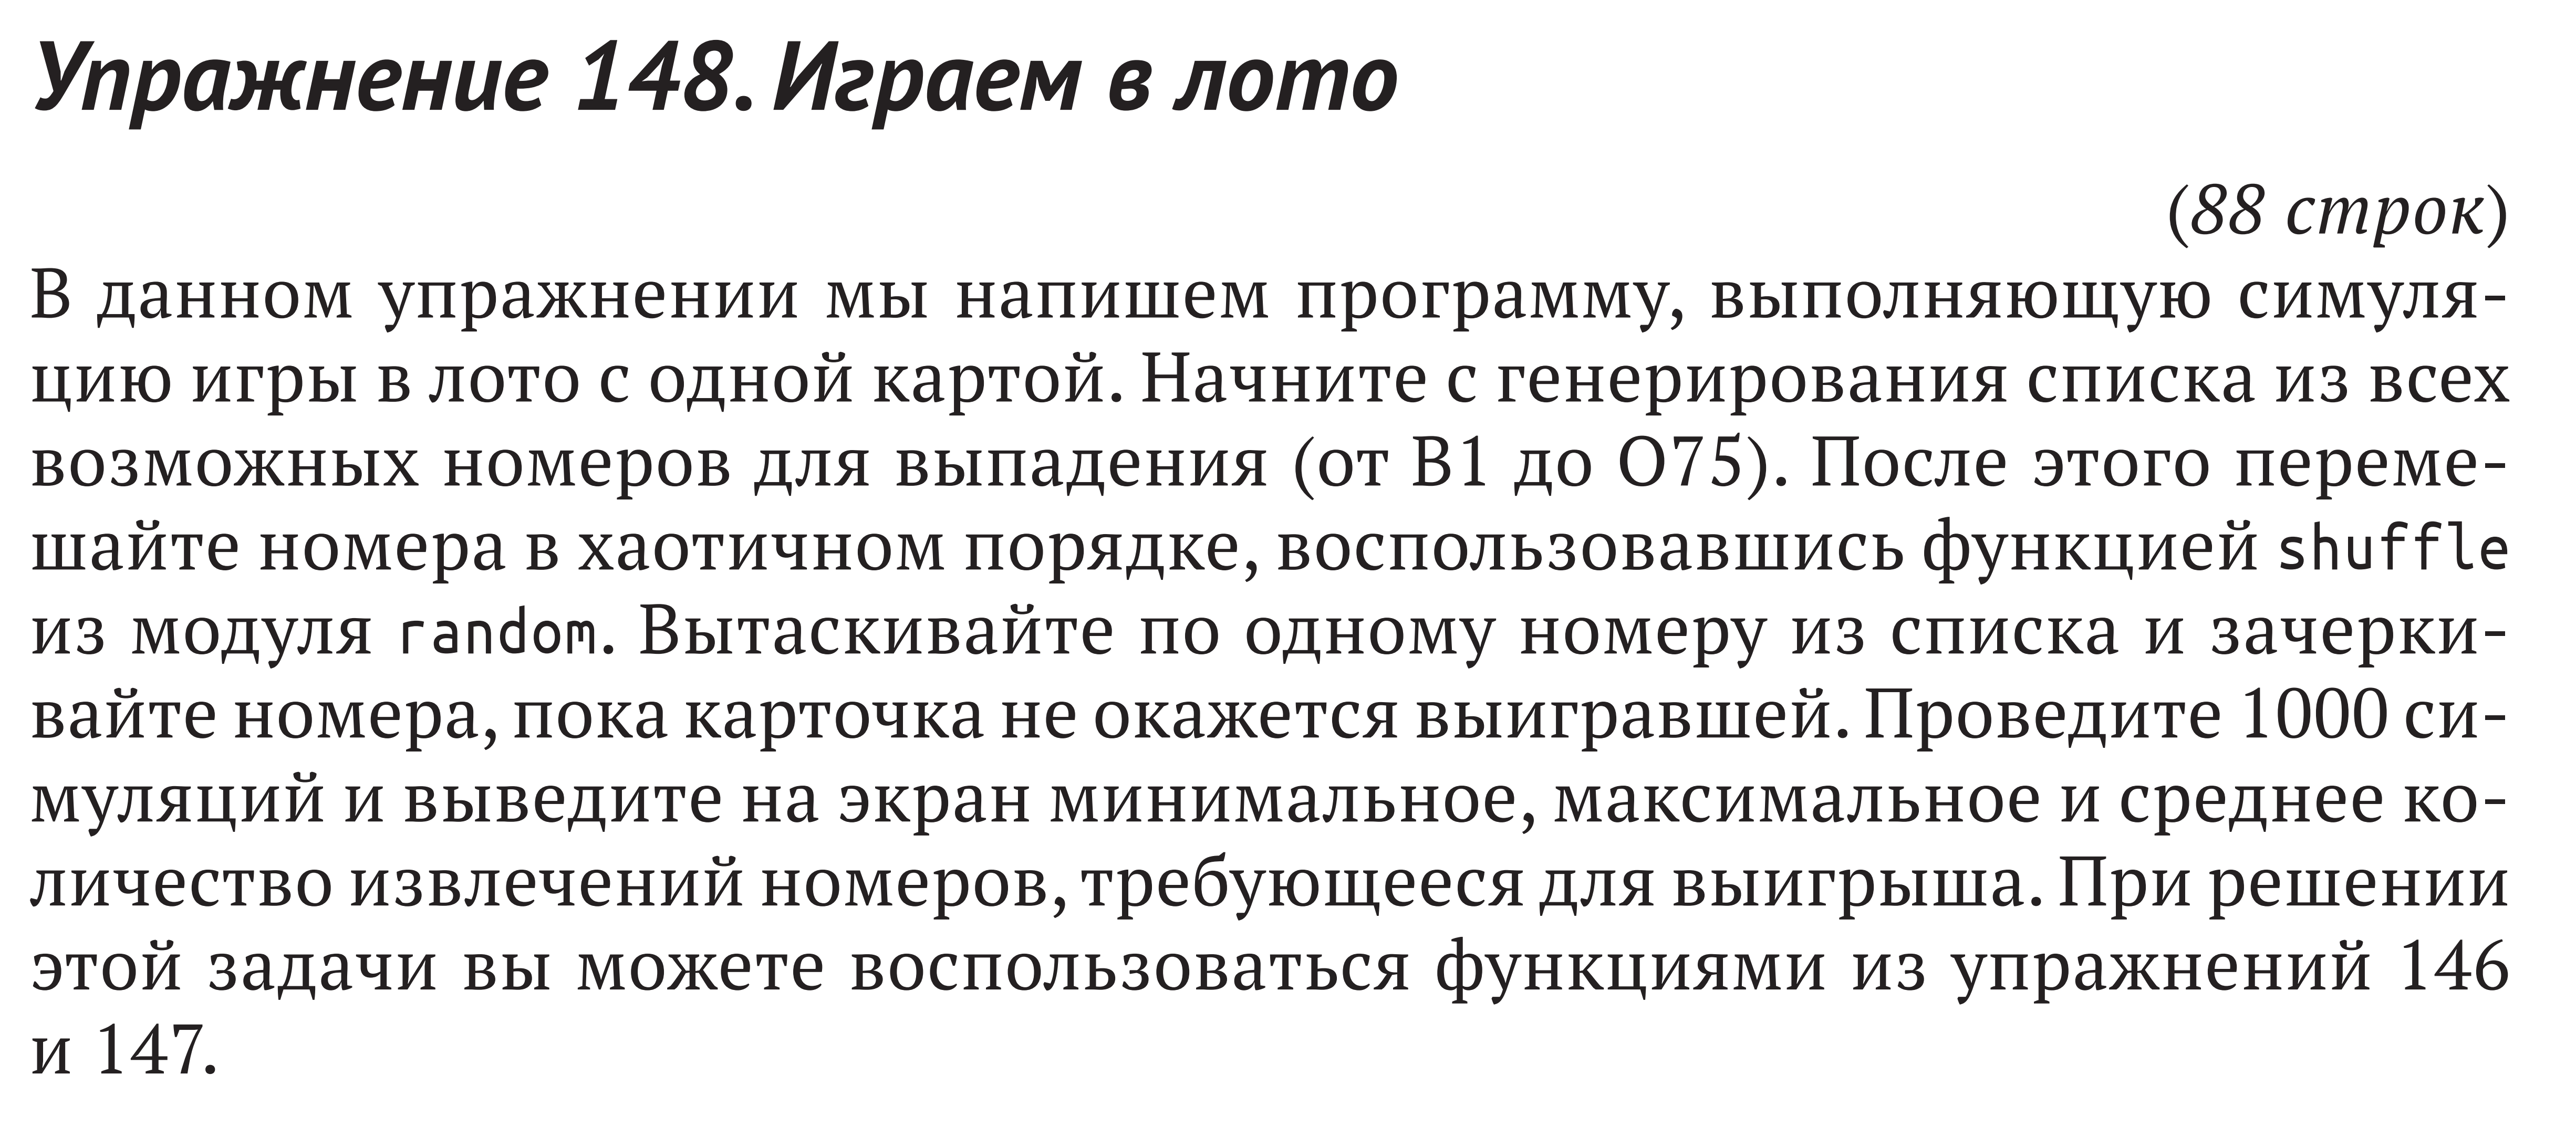 Упражнение 148. Играем в лото
(88 строк)
В данном упражнении мы напишем программу, выполняющую симуля-
цию игры в лото с одной картой. Начните с генерирования списка из всех
возможных номеров для выпадения (от B1 до O75). После этого переме-
шайте номера в хаотичном порядке, воспользовавшись функцией shuffle
из модуля random. Вытаскивайте по одному номеру из списка и зачерки-
вайте номера, пока карточка не окажется выигравшей. Проведите 1000 си-
муляций и выведите на экран минимальное, максимальное и среднее ко-
личество извлечений номеров, требующееся для выигрыша. При решении
этой задачи вы можете воспользоваться функциями из упражнений 146
и 147.